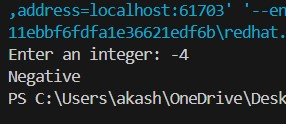 ,address=localhost:61703' '--en
11ebbf6fdfa1e36621edf6b\redhat.
Enter an integer: -4
Negative
PS C:\Users\akash\OneDrive\Desk